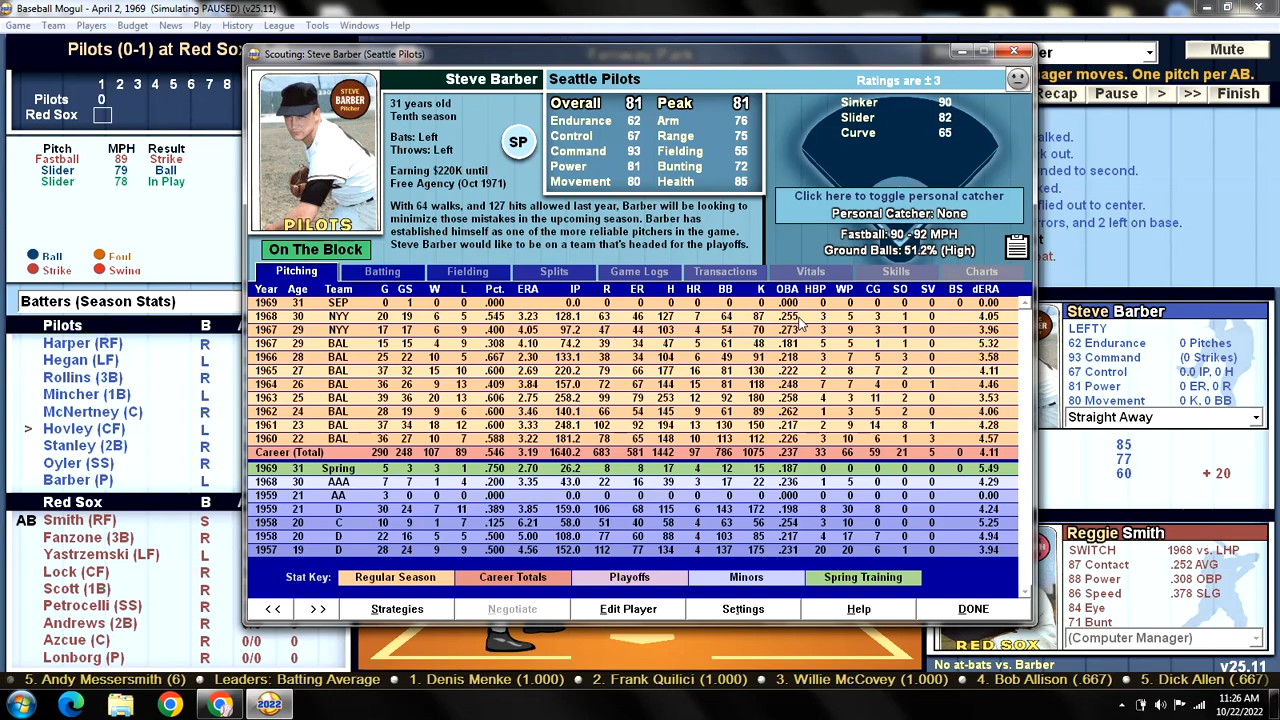 Baseball Mogul - April 2, 1969 (Simulating PAUSED) (v25.11)
Game Team Players Budget News Play History League Tools Windows Help
Pilots (0-1) at Red So
1 2 3 4 5 6 7 8
Pilots 0
Red Sox
Pitch MPH Result
Fastball 89 Strike
Slider 79 Ball
Slider 78 In Play
Ball Foul
Strike Swing
Batters (Season Stats)
Pilots B
Harper (RF) R
Hegan (LF) L
Rollins (3B) R
Mincher (1B) L
McNertney (C) R
> Hovley (CF) L
Stanley (2B) R
Oyler (SS) R
Barber (P) L
Red Sox B
AB Smith (RF) S
Fanzone (3B) R
Yastrzemski (LF) L
Lock (CF) R
Scott (1B) R
Petrocelli (SS) R
Andrews (2B) R
Azcue (C) R 0/0 0
Lonborg (P) R 0/0 0
Scouting: Steve Barber (Seattle Pilots)
STEVE BARBER Pitcher
PILOTS
Steve Barber
31 years old
Tenth season
Bats: Left
Throws: Left
Earning $220K until
Free Agency (Oct 1971)
SP
Seattle Pilots
Overall 81 Peak 81
Endurance 62 Arm 76
Control 67 Range 75
Command 93 Fielding 55
Power 81 Bunting 72
Movement 80 Health 85
Ratings are ± 3
Sinker 90
Slider 82
Curve 65
Click here to toggle personal catcher
Personal Catcher: None
Fastball: 90 - 92 MPH
Ground Balls: 51.2% (High)
With 64 walks, and 127 hits allowed last year, Barber will be looking to
minimize those mistakes in the upcoming season. Barber has
established himself as one of the more reliable pitchers in the game.
Steve Barber would like to be on a team that's headed for the playoffs.
On The Block
Pitching Batting Fielding Splits Game Logs Transactions Vitals Skills Charts
Year Age Team G GS W L Pct. ERA IP R ER H HR BB K OBA HBP WP CG SO SV BS dERA
1969 31 SEP 0 1 0 0 .000 0.00 0.0 0 0 0 0 0 0 .000 0 0 0 0 0 0 0.00
1968 30 NYY 20 19 6 5 .545 3.23 128.1 63 46 127 7 64 87 .255 3 5 3 1 0 0 4.05
1967 29 NYY 17 17 6 9 .400 4.05 97.2 47 44 103 4 54 70 .273 3 3 3 1 0 0 3.96
1967 29 BAL 15 15 4 9 .308 4.10 74.2 39 34 47 5 61 48 .181 5 5 1 1 0 0 5.32
1966 28 BAL 25 22 10 5 .667 2.30 133.1 38 34 104 6 49 91 .218 3 7 5 3 0 0 3.58
1965 27 BAL 37 32 15 10 .600 2.69 220.2 79 66 177 16 81 130 .222 2 8 7 2 0 0 4.11
1964 26 BAL 36 26 9 13 .409 3.84 157.0 72 67 144 15 81 118 .248 7 7 4 0 1 0 4.46
1963 25 BAL 39 36 20 13 .606 2.75 258.2 99 79 253 12 92 180 .258 4 3 11 2 0 0 3.53
1962 24 BAL 28 19 9 6 .600 3.46 140.1 66 54 145 9 61 89 .262 1 3 5 2 0 0 4.06
1961 23 BAL 37 34 18 12 .600 3.33 248.1 102 92 194 13 130 150 .217 2 9 14 8 1 0 4.28
1960 22 BAL 36 27 10 7 .588 3.22 181.2 78 65 148 10 113 112 .226 3 10 6 1 3 0 4.57
Career (Total) 290 248 107 89 .546 3.19 1640.2 683 581 1442 97 786 1075 .237 33 66 59 21 5 0 4.11
1969 31 Spring 5 3 3 1 .750 2.70 26.2 8 8 17 4 12 15 .187 0 0 0 0 0 0 5.49
1968 30 AAA 7 7 1 4 .200 3.35 43.0 22 16 39 3 17 22 .236 1 5 0 0 0 0 4.05
1959 21 AA 3 0 0 0 .000 0.00 0.0 0 0 0 0 0 0 .000 0 0 0 0 0 0 0.00
1959 21 D 30 24 7 11 .389 3.85 159.0 106 68 115 6 143 172 .198 8 30 8 0 0 0 4.24
1958 20 C 10 9 1 7 .125 6.21 58.0 51 40 58 4 63 56 .254 3 10 0 0 0 0 5.25
1958 20 D 22 16 5 5 .500 5.00 108.0 77 60 88 4 103 85 .217 4 17 7 0 0 0 4.94
1957 19 D 28 24 9 9 .500 4.56 152.0 112 77 134 4 137 175 .231 20 20 6 1 0 0 3.94
Stat Key: Regular Season Career Totals Playoffs Minors Spring Training
<< >> Strategies Negotiate Edit Player Settings Help DONE
er Mute
nager moves. One pitch per AB.
Recap Pause > >> Finish
walked.
k out.
ed.
nded to second.
ked.
flied out to center.
rrors, and 2 left on base.
Steve Barber
LEFTY
62 Endurance 0 Pitches
93 Command (0 Strikes)
67 Control 0.0 IP, 0 H
81 Power 0 ER, 0 R
80 Movement 0 K, 0 BB
Straight Away
85
77
60 + 20
Reggie Smith
SWITCH 1968 vs. LHP
87 Contact .252 AVG
88 Power .308 OBP
86 Speed .378 SLG
84 Eye
71 Bunt
(Computer Manager)
RED SOX
No at-bats vs. Barber v25.11
5. Andy Messersmith (6) Leaders: Batting Average 1. Denis Menke (1.000) 2. Frank Quilici (1.000) 3. Willie McCovey (1.000) 4. Bob Allison (.667) 5. Dick Allen (.667)
2022
11:26 AM
10/22/2022